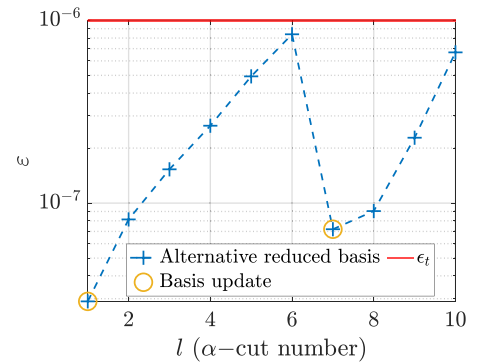 10^{-6}
10^{-7}
ε
Alternative reduced basis
ϵ_t
Basis update
2 4 6 8 10
l (α−cut number)